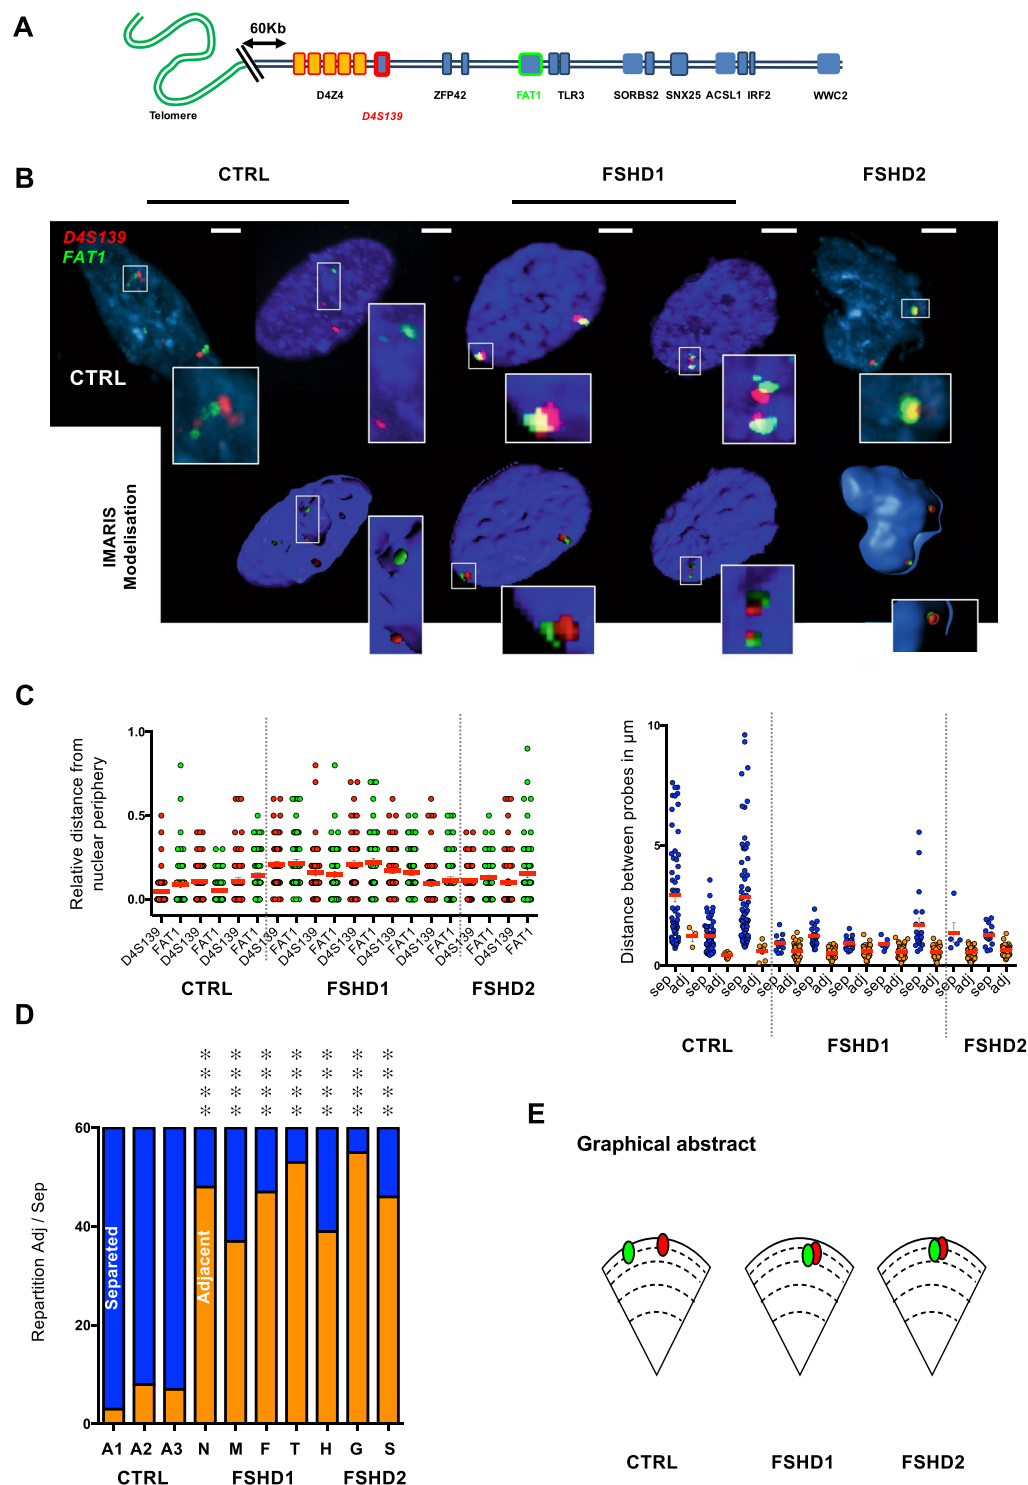 A
60Kb
Telomere
D4Z4
D4S139
ZFP42
FAT1
TLR3
SORBS2
SNX25
ACSL1
IRF2
WWC2
B
CTRL
FSHD1
FSHD2
D4S139
FAT1
CTRL
IMARIS
Modelisation
C
Relative distance from
nuclear periphery
1.0
0.5
0.0
D4S139
FAT1
D4S139
FAT1
D4S139
FAT1
D4S139
FAT1
D4S139
FAT1
D4S139
FAT1
D4S139
FAT1
D4S139
FAT1
D4S139
FAT1
D4S139
FAT1
CTRL
FSHD1
FSHD2
Distance between probes in µm
10
5
0
sep
adj
sep
adj
sep
adj
sep
adj
sep
adj
sep
adj
sep
adj
sep
adj
sep
adj
sep
adj
CTRL
FSHD1
FSHD2
D
* * * * * * *
* * * * * * *
* * * * * * *
* * * * * * *
Repartition Adj / Sep
60
40
20
0
Separeted
Adjacent
A1 A2 A3 N M F T H G S
CTRL
FSHD1
FSHD2
E
Graphical abstract
CTRL
FSHD1
FSHD2